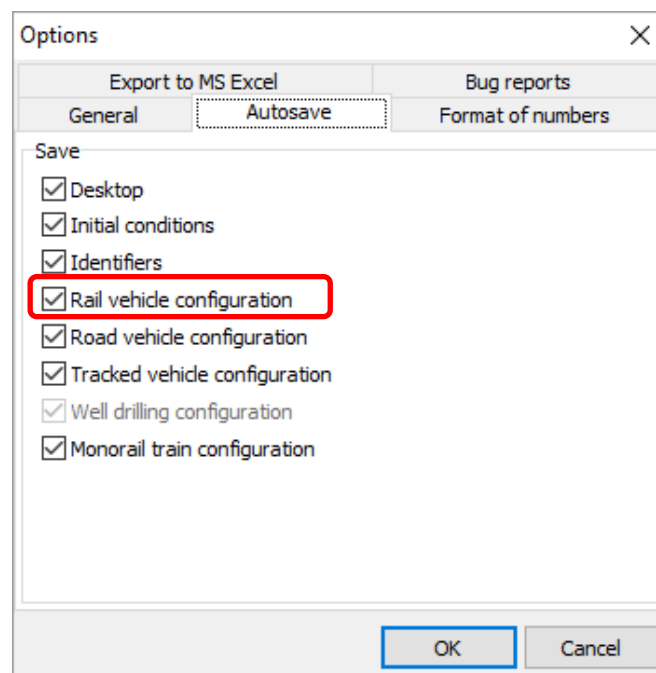 Options
Export to MS Excel
Bug reports
General
Autosave
Format of numbers
Save
Desktop
Initial conditions
Identifiers
Rail vehicle configuration
Road vehicle configuration
Tracked vehicle configuration
Well drilling configuration
Monorail train configuration
OK
Cancel